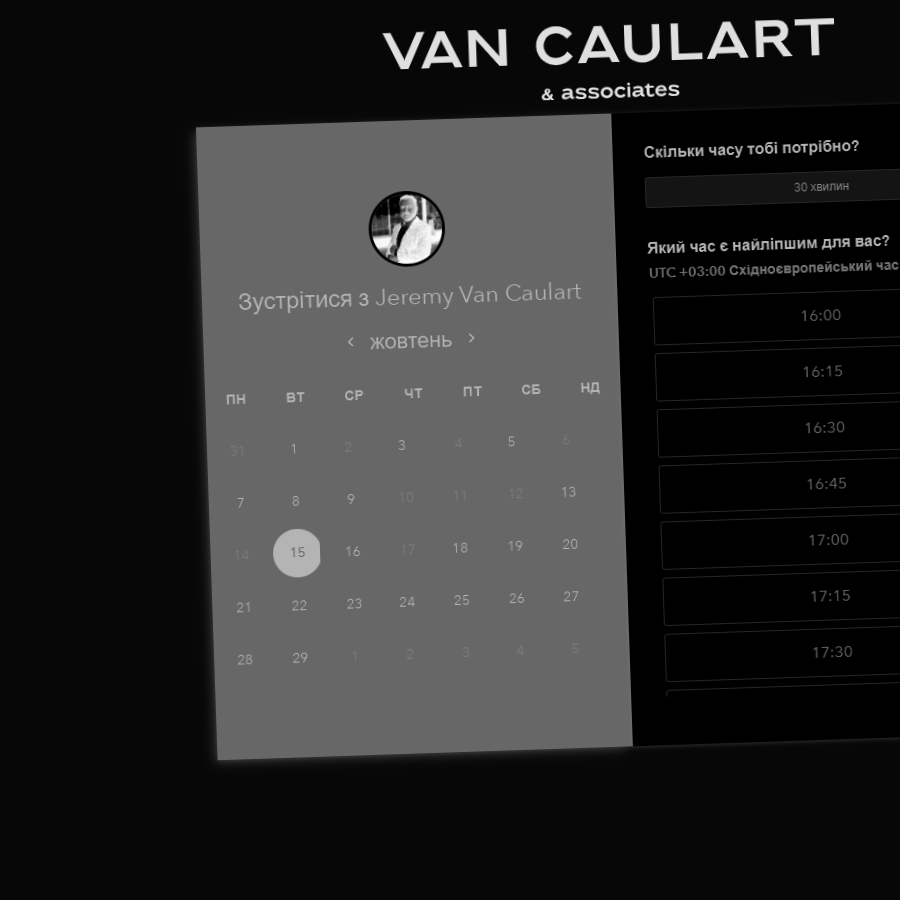 VAN CAULART
& associates
Зустрітися з Jeremy Van Caulart
жовтень
ПН ВТ СР ЧТ ПТ СБ НД
31 1 2 3 4 5 6
7 8 9 10 11 12 13
14 15 16 17 18 19 20
21 22 23 24 25 26 27
28 29 1 2 3 4 5
Скільки часу тобі потрібно?
30 хвилин
Який час є найліпшим для вас?
UTC +03:00 Східноєвропейський час
16:00
16:15
16:30
16:45
17:00
17:15
17:30